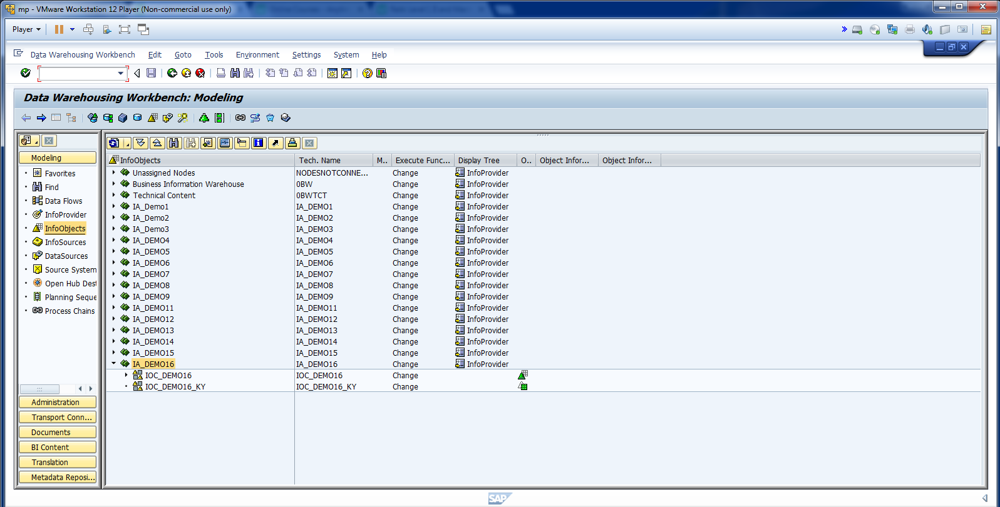 mp - VMware Workstation 12 Player (Non-commercial use only)
Player
Data Warehousing Workbench Edit Goto Tools Environment Settings System Help
Data Warehousing Workbench: Modeling
Modeling
Favorites
Find
Data Flows
InfoProvider
InfoObjects
InfoSources
DataSources
Source System
Open Hub Dest
Planning Seque
Process Chains
Administration
Transport Conn...
Documents
BI Content
Translation
Metadata Reposi...
InfoObjects Tech. Name M.. Execute Func... Display Tree O.. Object Infor... Object Infor...
Unassigned Nodes NODESNOTCONNE... Change InfoProvider
Business Information Warehouse 0BW Change InfoProvider
Technical Content 0BWTCT Change InfoProvider
IA_Demo1 IA_DEMO1 Change InfoProvider
IA_Demo2 IA_DEMO2 Change InfoProvider
IA_Demo3 IA_DEMO3 Change InfoProvider
IA_DEMO4 IA_DEMO4 Change InfoProvider
IA_DEMO5 IA_DEMO5 Change InfoProvider
IA_DEMO6 IA_DEMO6 Change InfoProvider
IA_DEMO7 IA_DEMO7 Change InfoProvider
IA_DEMO8 IA_DEMO8 Change InfoProvider
IA_DEMO9 IA_DEMO9 Change InfoProvider
IA_DEMO11 IA_DEMO11 Change InfoProvider
IA_DEMO12 IA_DEMO12 Change InfoProvider
IA_DEMO13 IA_DEMO13 Change InfoProvider
IA_DEMO14 IA_DEMO14 Change InfoProvider
IA_DEMO15 IA_DEMO15 Change InfoProvider
IA_DEMO16 IA_DEMO16 Change InfoProvider
IOC_DEMO16 IOC_DEMO16 Change
IOC_DEMO16_KY IOC_DEMO16_KY Change
SAP